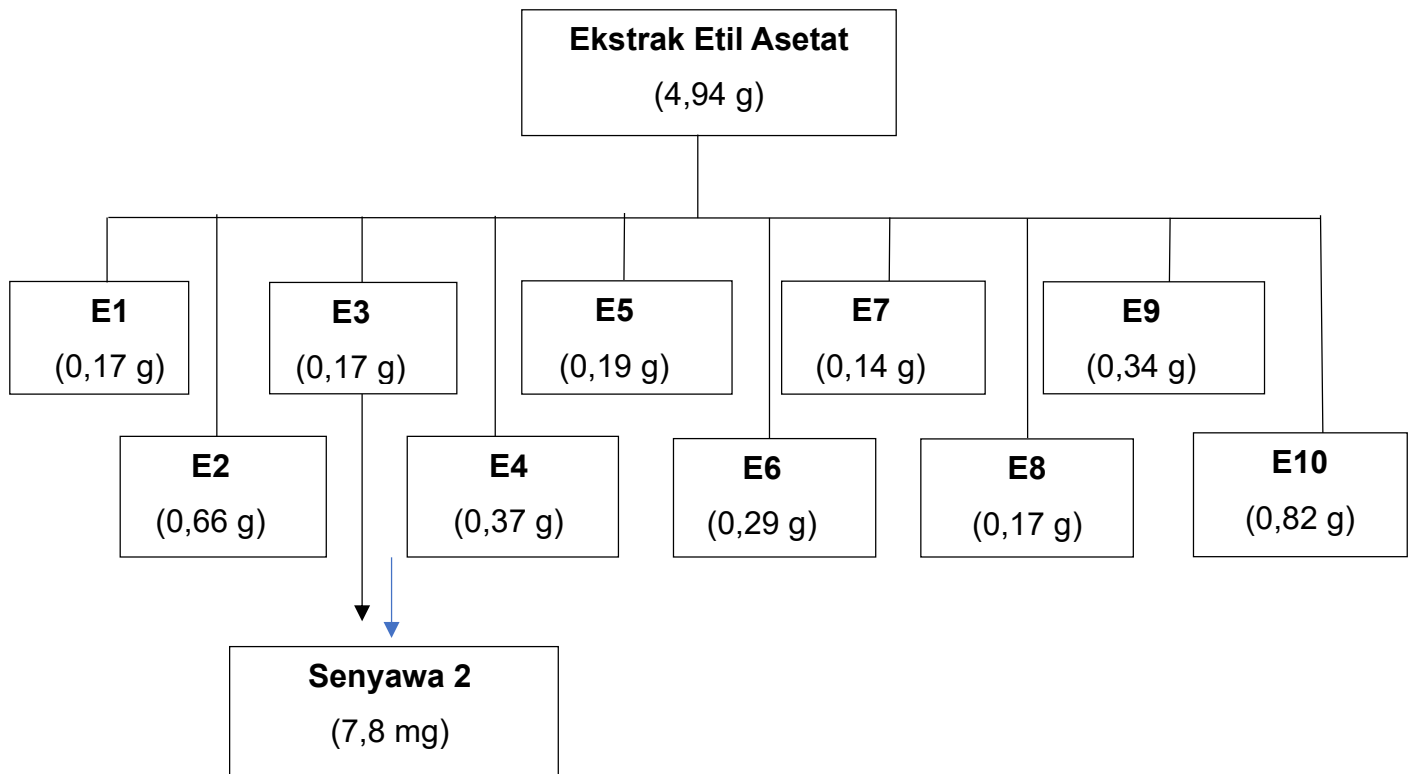 Ekstrak Etil Asetat
(4,94 g)
E1
(0,17 g)
E3
(0,17 g)
E5
(0,19 g)
E7
(0,14 g)
E9
(0,34 g)
E2
(0,66 g)
E4
(0,37 g)
E6
(0,29 g)
E8
(0,17 g)
E10
(0,82 g)
Senyawa 2
(7,8 mg)